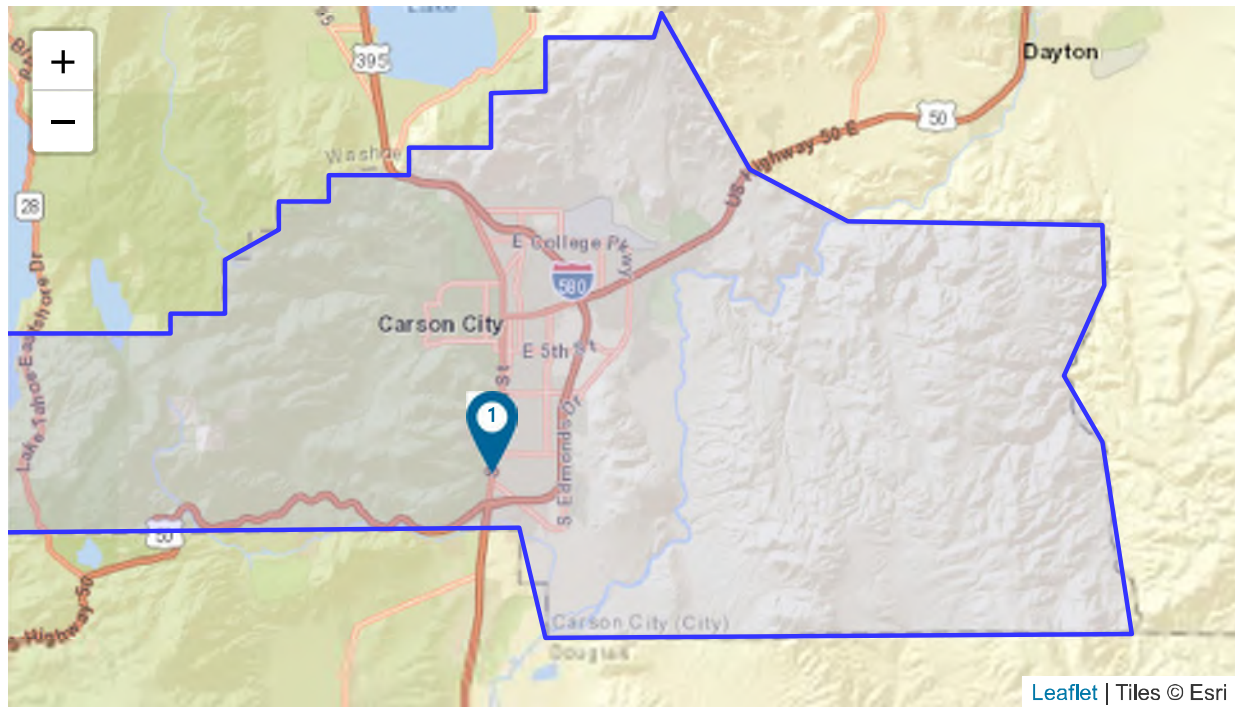 Lake
+
395
Dayton
−
50
Washoe
US Highway 50 E
28
E College Pkwy
580
Carson City
E 5th St
St
Lake Tahoe Eastshore Dr
1
S
S Edmonds Dr
50
Highway 50
Carson City (City)
Douglas
Leaflet | Tiles © Esri